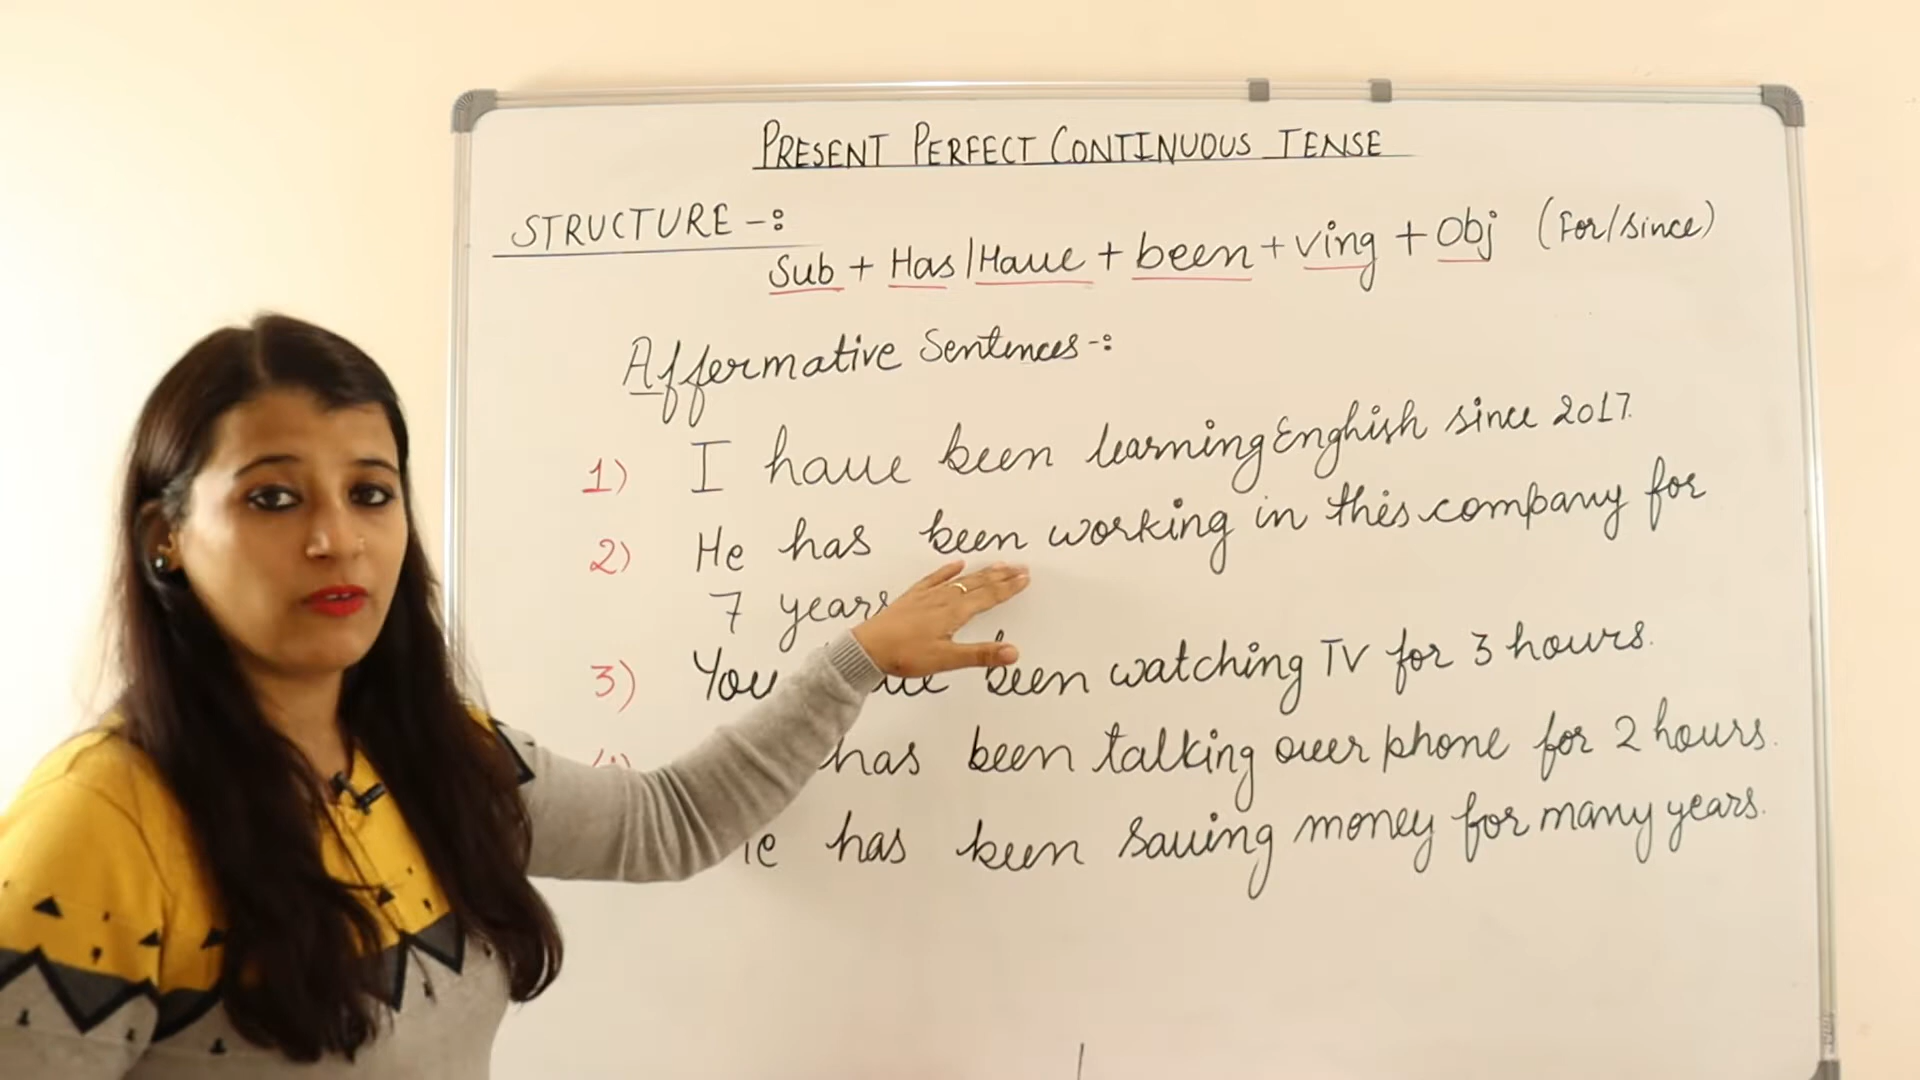 PRESENT PERFECT CONTINUOUS TENSE
STRUCTURE -:
Sub + Has/Have + been + Ving + Obj (For/Since)
Affermative Sentences -:
1) I have been learning English since 2017.
2) He has been working in this company for
7 years
3) You been watching TV for 3 hours.
has been talking over phone for 2 hours.
has been saving money for many years.